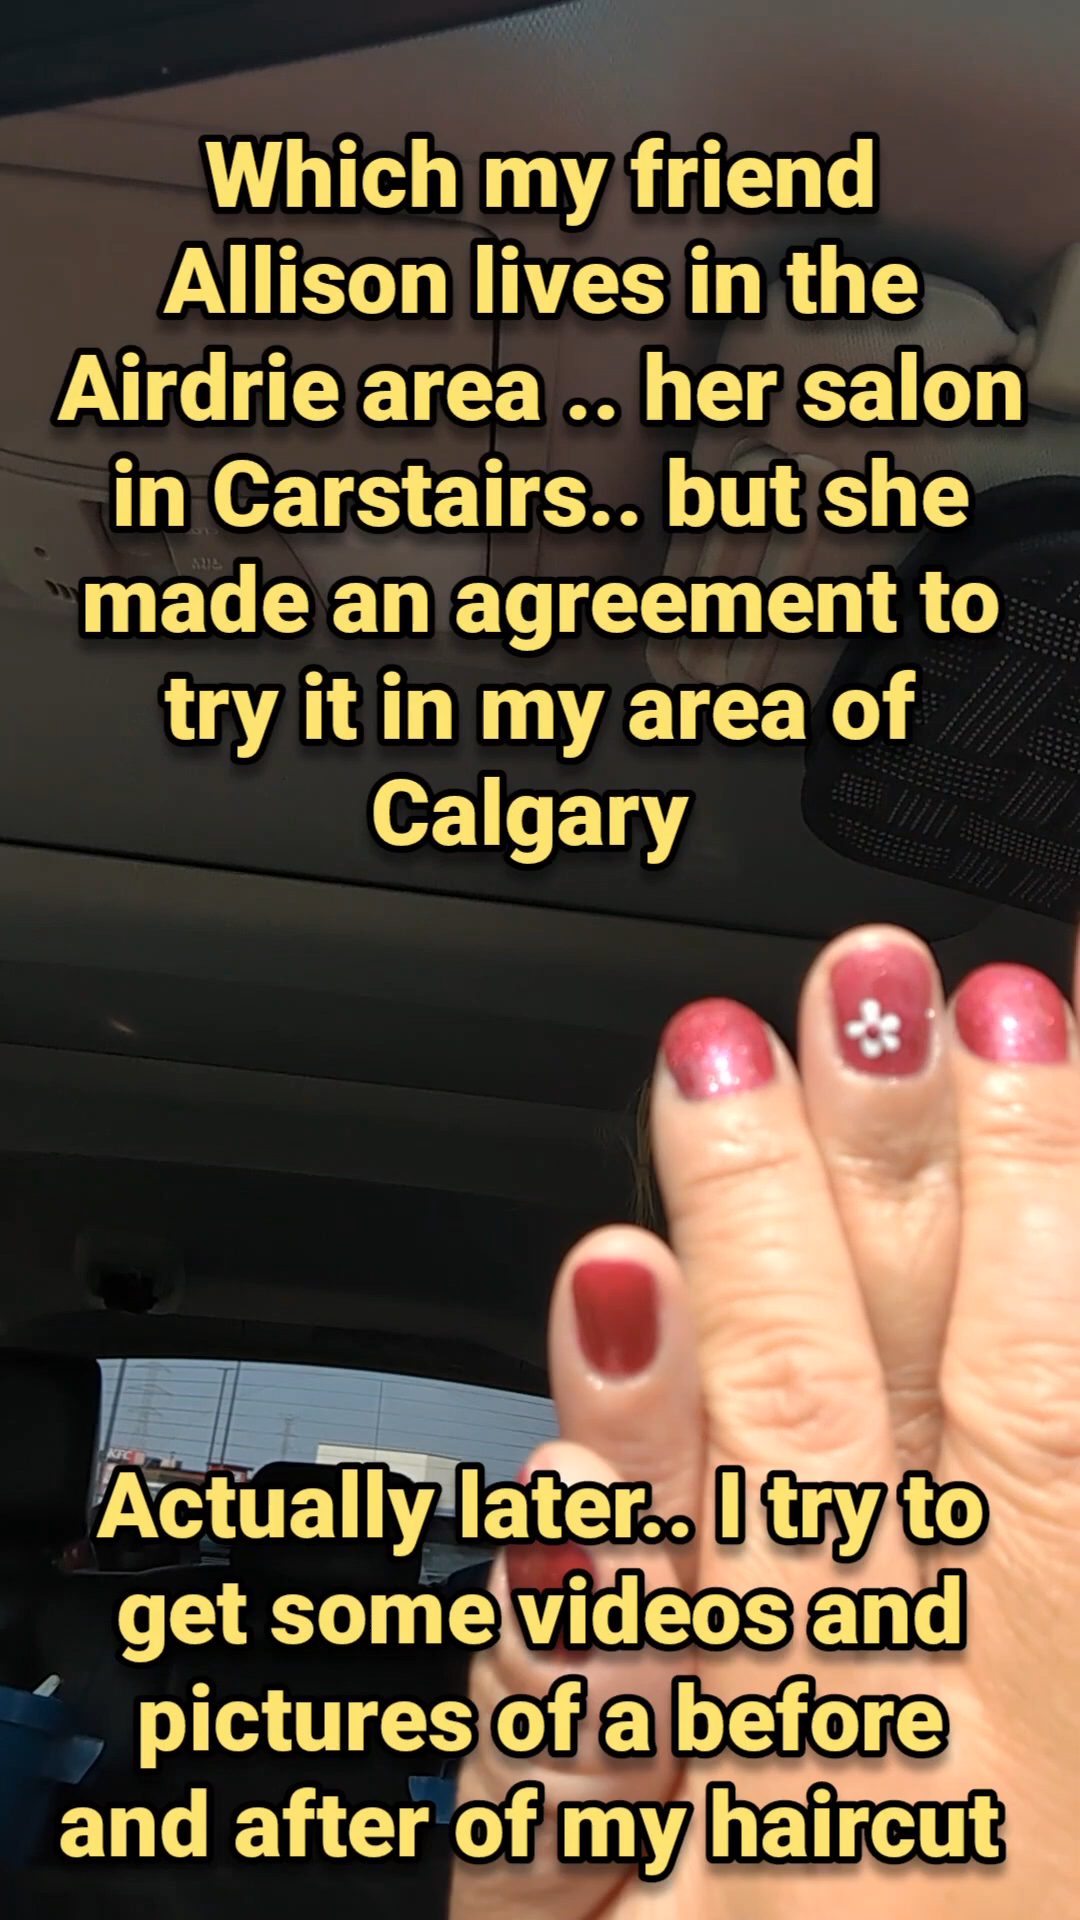 Which my friend
Allison lives in the
Airdrie area .. her salon
in Carstairs.. but she
made an agreement to
try it in my area of
Calgary
KFC
Actually later.. I try to
get some videos and
pictures of a before
and after of my haircut